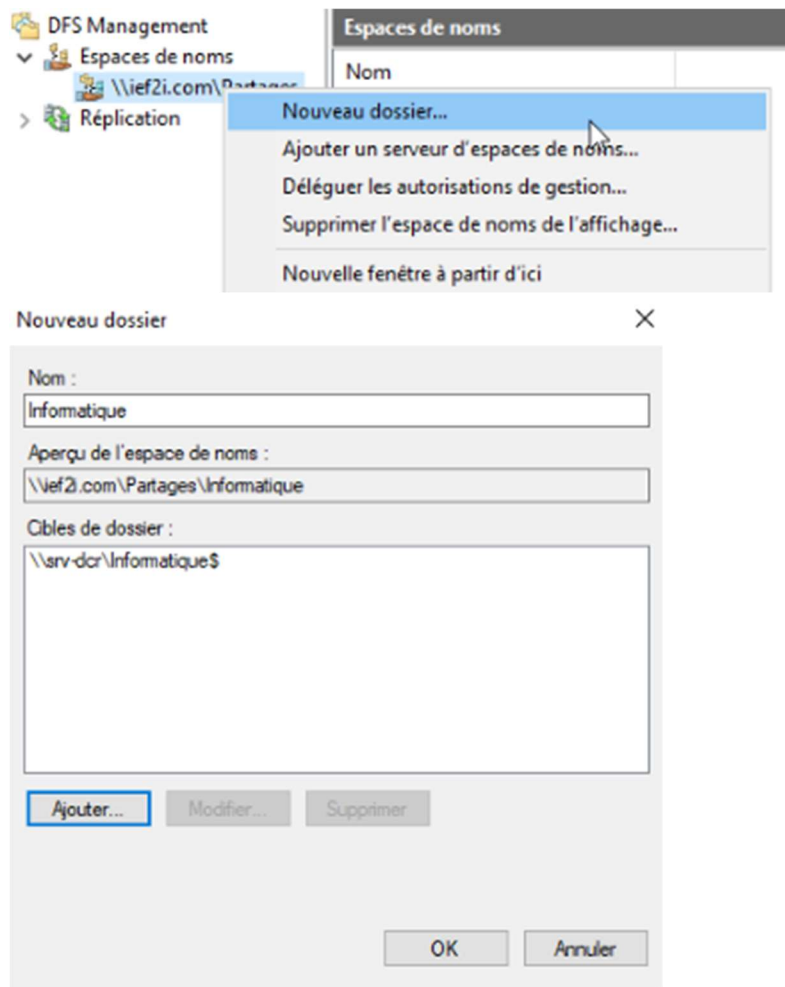 DFS Management
Espaces de noms
\\ief2i.com\Partages
Réplication
Espaces de noms
Nom
Nouveau dossier...
Ajouter un serveur d'espaces de noms...
Déléguer les autorisations de gestion...
Supprimer l'espace de noms de l'affichage...
Nouvelle fenêtre à partir d'ici
Nouveau dossier
Nom :
Informatique
Aperçu de l'espace de noms :
\\ief2i.com\Partages\Informatique
Cibles de dossier :
\\srv-dcr\Informatique$
Ajouter...
Modifier...
Supprimer
OK
Annuler